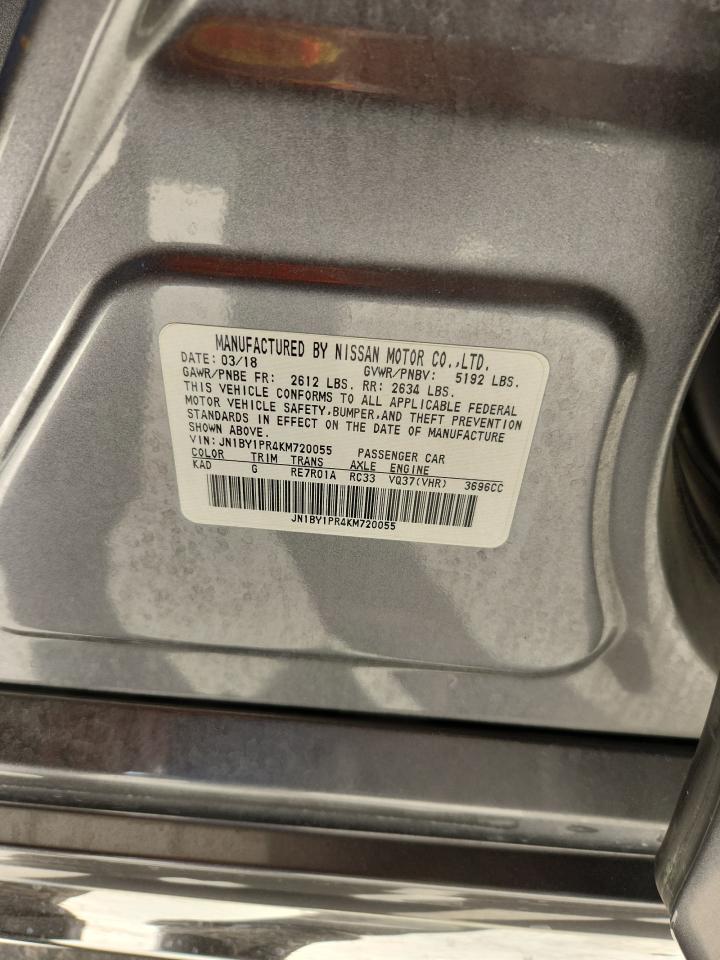 MANUFACTURED BY NISSAN MOTOR CO.,LTD.
DATE: 03/18 GVWR/PNBV: 5192 LBS.
GAWR/PNBE FR: 2612 LBS. RR: 2634 LBS.
THIS VEHICLE CONFORMS TO ALL APPLICABLE FEDERAL
MOTOR VEHICLE SAFETY,BUMPER,AND THEFT PREVENTION
STANDARDS IN EFFECT ON THE DATE OF MANUFACTURE
SHOWN ABOVE.
VIN: JN1BY1PR4KM720055 PASSENGER CAR
COLOR TRIM TRANS AXLE ENGINE
KAD G RE7R01A RC33 VQ37(VHR) 3696CC
JN1BY1PR4KM720055